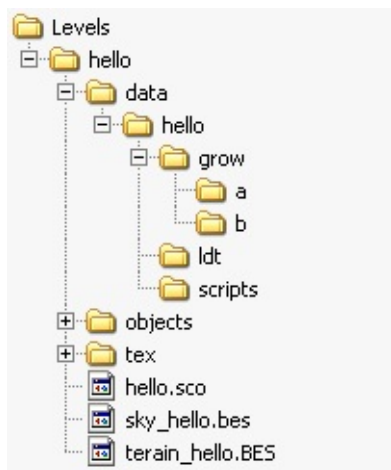 Levels
hello
data
hello
grow
a
b
ldt
scripts
objects
tex
hello.sco
sky_hello.bes
terain_hello.BES